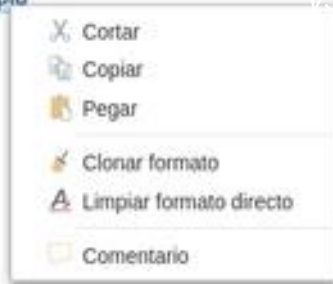 Cortar
Copiar
Pegar
Clonar formato
Limpiar formato directo
Comentario